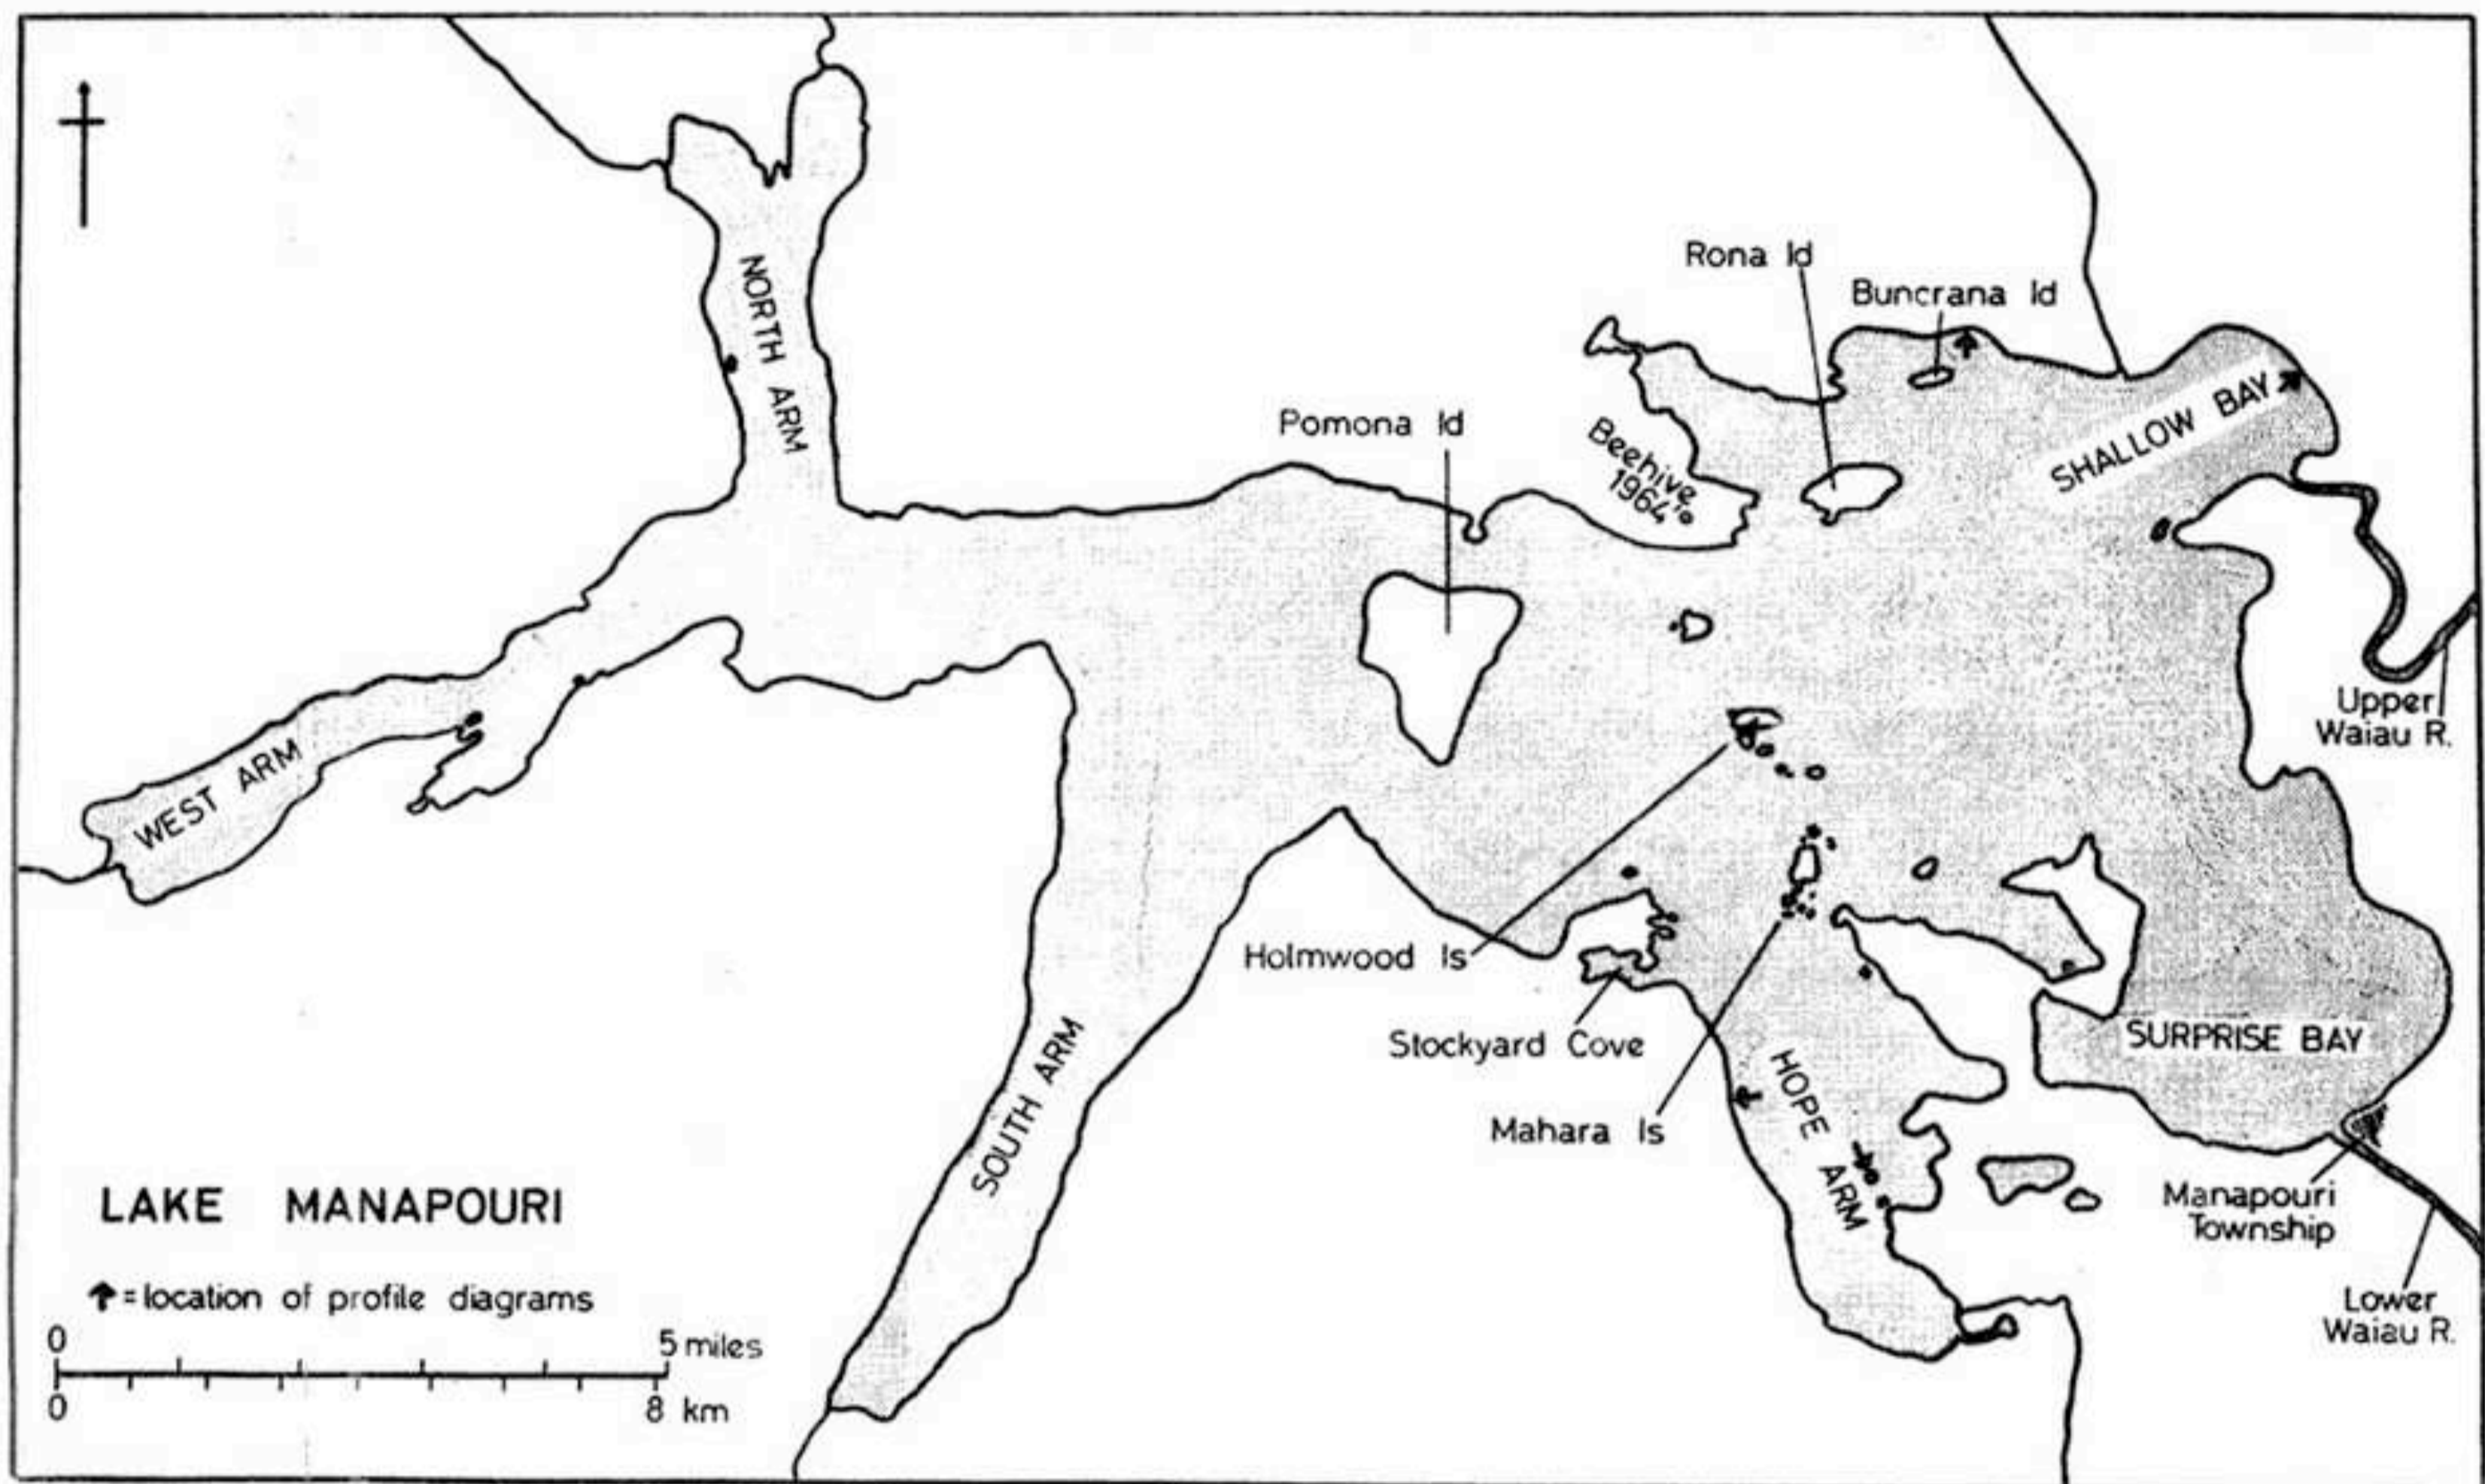 Rona Id
Buncrana Id
NORTH ARM
Pomona Id
Beehive
1964
SHALLOW BAY
Upper
Waiau R.
WEST ARM
Holmwood Is
Stockyard Cove
SURPRISE BAY
SOUTH ARM
HOPE ARM
Mahara Is
Manapouri
Township
LAKE MANAPOURI
= location of profile diagrams
Lower
Waiau R.
0 5 miles
0 8 km